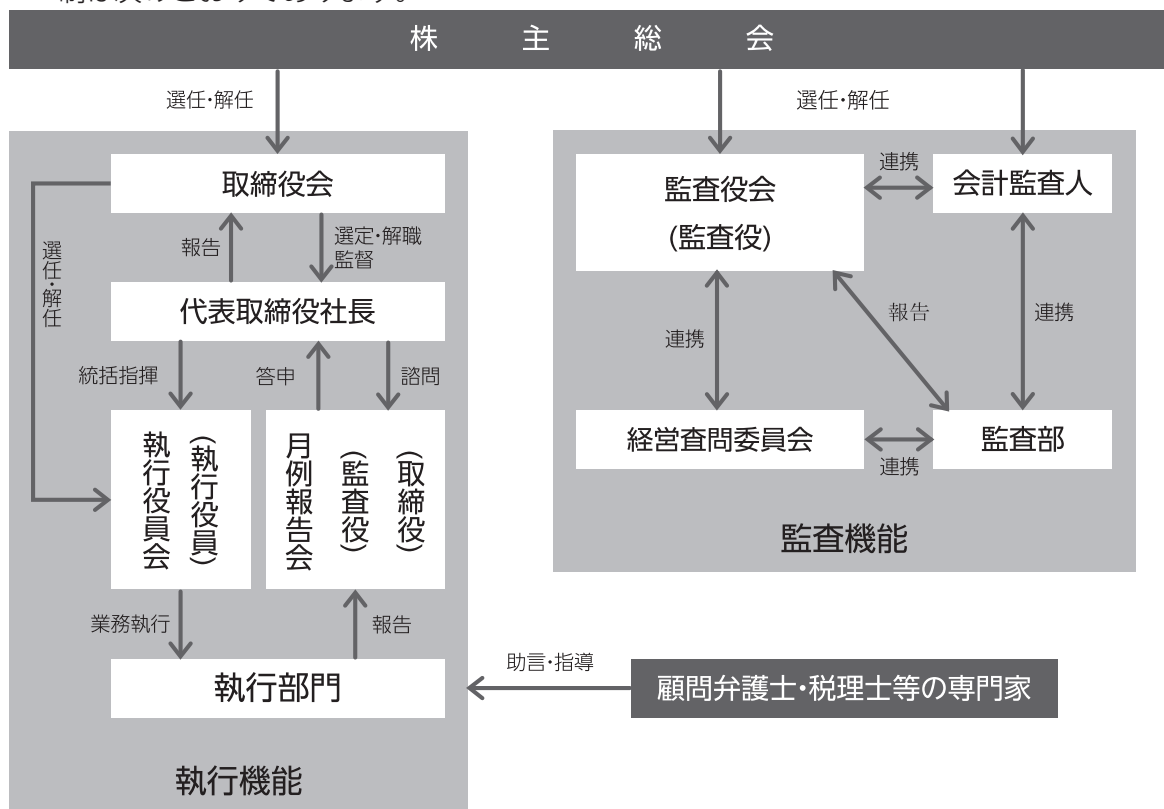 株主総会
選任・解任
選任・解任
取締役会
報告
選定・解職
監督
選任・解任
代表取締役社長
統括指揮
答申
諮問
執行役員会
(執行役員)
月例報告会
(監査役)
(取締役)
業務執行
報告
執行部門
執行機能
監査役会
(監査役)
連携
会計監査人
連携
報告
連携
経営査問委員会
連携
監査部
監査機能
助言・指導
顧問弁護士・税理士等の専門家